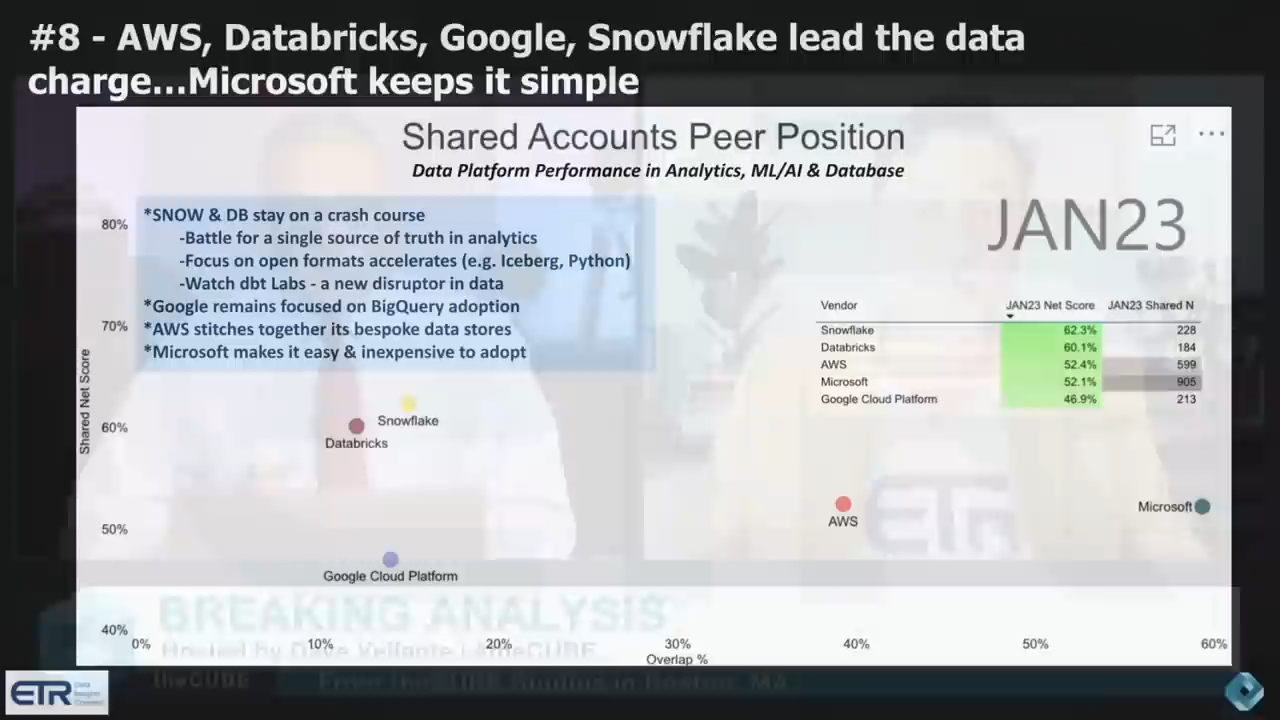 #8 - AWS, Databricks, Google, Snowflake lead the data
charge...Microsoft keeps it simple
Shared Accounts Peer Position
Data Platform Performance in Analytics, ML/AI & Database
JAN23
*SNOW & DB stay on a crash course
-Battle for a single source of truth in analytics
-Focus on open formats accelerates (e.g. Iceberg, Python)
-Watch dbt Labs - a new disruptor in data
*Google remains focused on BigQuery adoption
*AWS stitches together its bespoke data stores
*Microsoft makes it easy & inexpensive to adopt
Vendor JAN23 Net Score JAN23 Shared N
Snowflake 62.3% 228
Databricks 60.1% 184
AWS 52.4% 599
Microsoft 52.1% 905
Google Cloud Platform 46.9% 213
Shared Net Score
80%
70%
60%
50%
40%
Snowflake
Databricks
AWS
Microsoft
Google Cloud Platform
ETR
BREAKING ANALYSIS
Hosted by Dave Vellante
0% 10% 20% 30% 40% 50% 60%
Overlap %
theCUBE
ETR